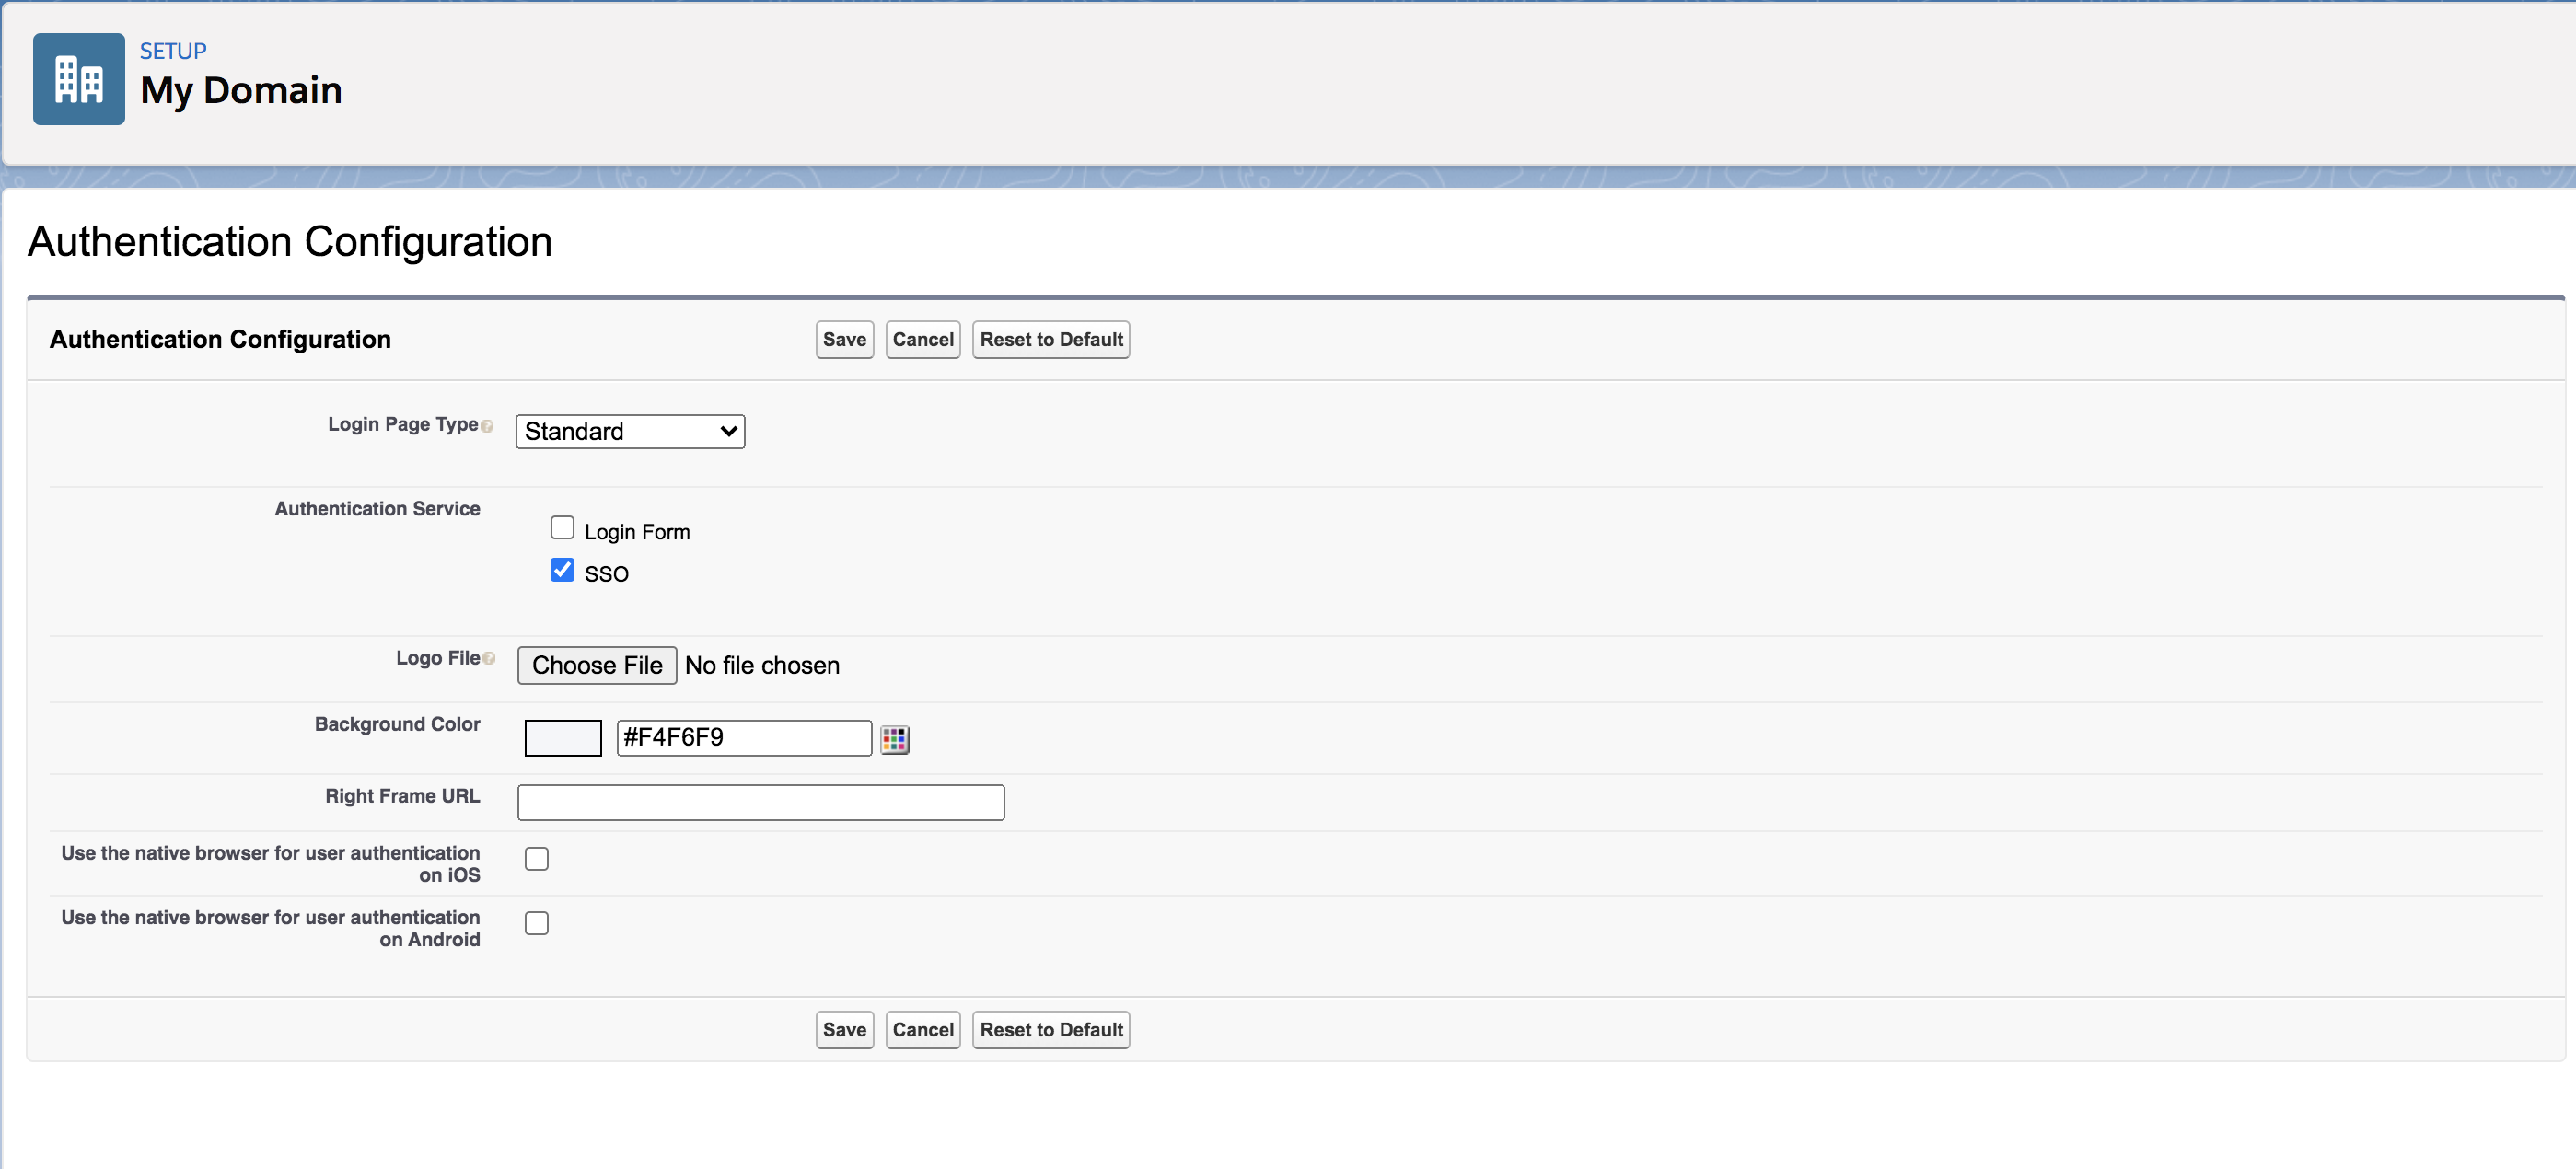 SETUP
My Domain
Authentication Configuration
Authentication Configuration
Save Cancel Reset to Default
Login Page Type ? Standard
Authentication Service
Login Form
SSO
Logo File ? Choose File No file chosen
Background Color #F4F6F9
Right Frame URL
Use the native browser for user authentication
on iOS
Use the native browser for user authentication
on Android
Save Cancel Reset to Default